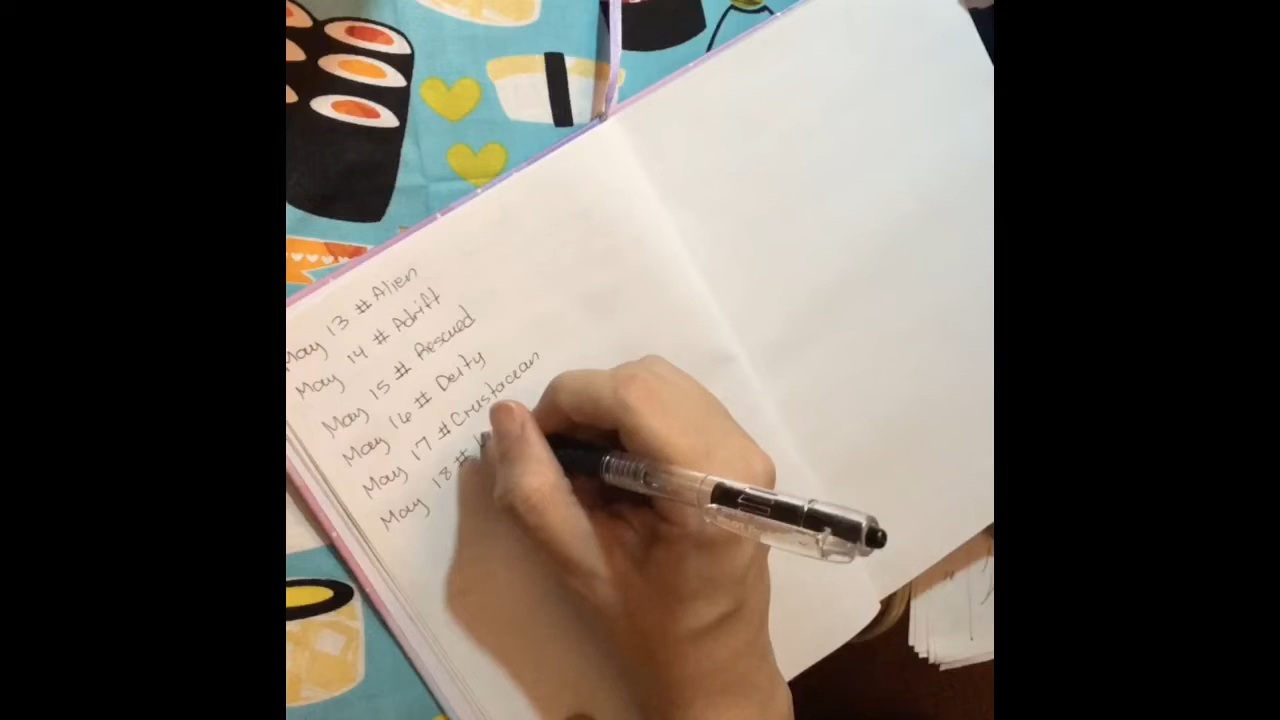 May 13 # Alien
May 14 # Adrift
May 15 # Rescued
May 16 # Deity
May 17 # Crustacean
May 18 #